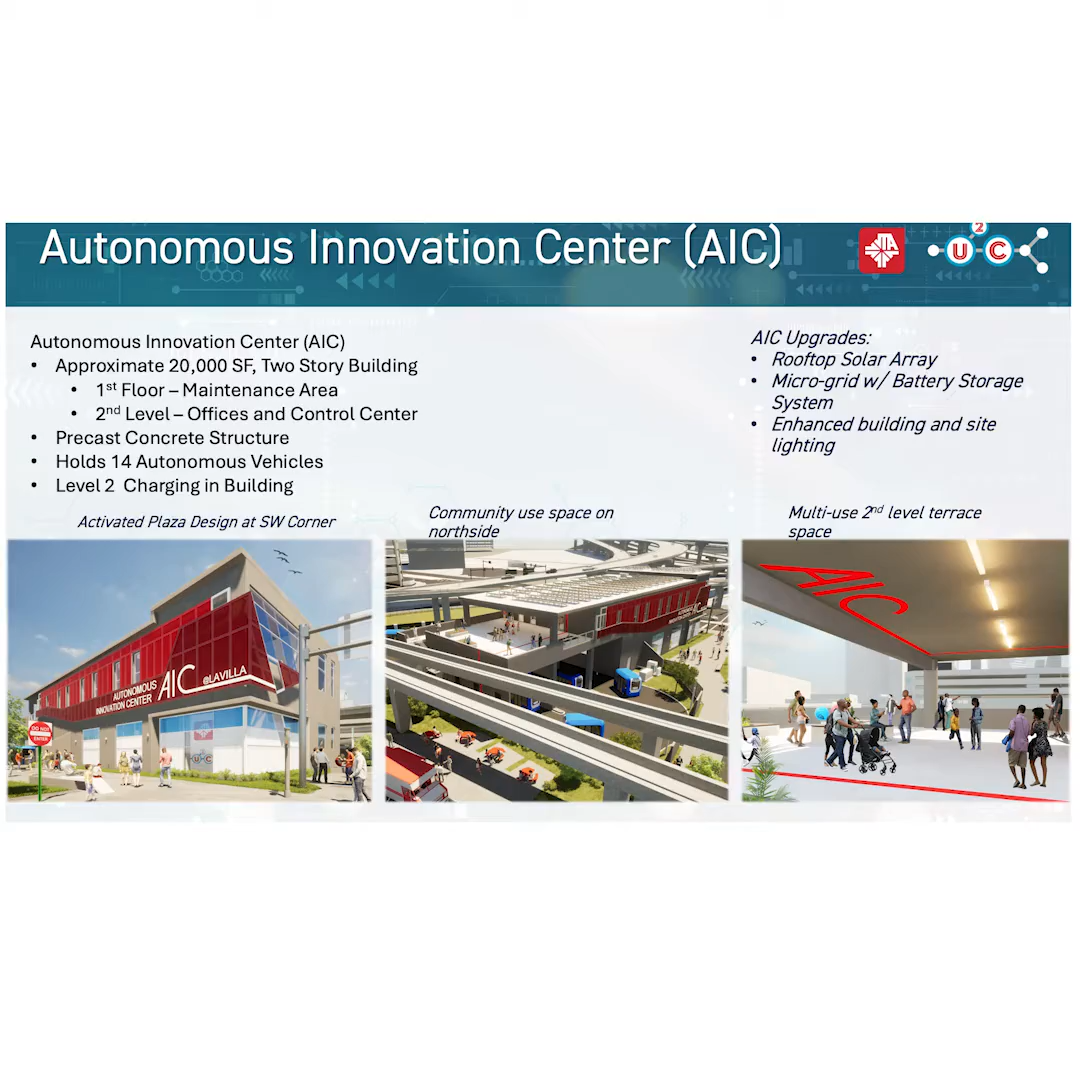 Autonomous Innovation Center (AIC)
JTA
U2C
Autonomous Innovation Center (AIC)
• Approximate 20,000 SF, Two Story Building
• 1st Floor – Maintenance Area
• 2nd Level – Offices and Control Center
• Precast Concrete Structure
• Holds 14 Autonomous Vehicles
• Level 2 Charging in Building
AIC Upgrades:
• Rooftop Solar Array
• Micro-grid w/ Battery Storage
System
• Enhanced building and site
lighting
Activated Plaza Design at SW Corner
Community use space on
northside
Multi-use 2nd level terrace
space
AUTONOMOUS
INNOVATION CENTER
AIC
@LAVILLA
DO NOT
ENTER
U2C
AIC
AIC